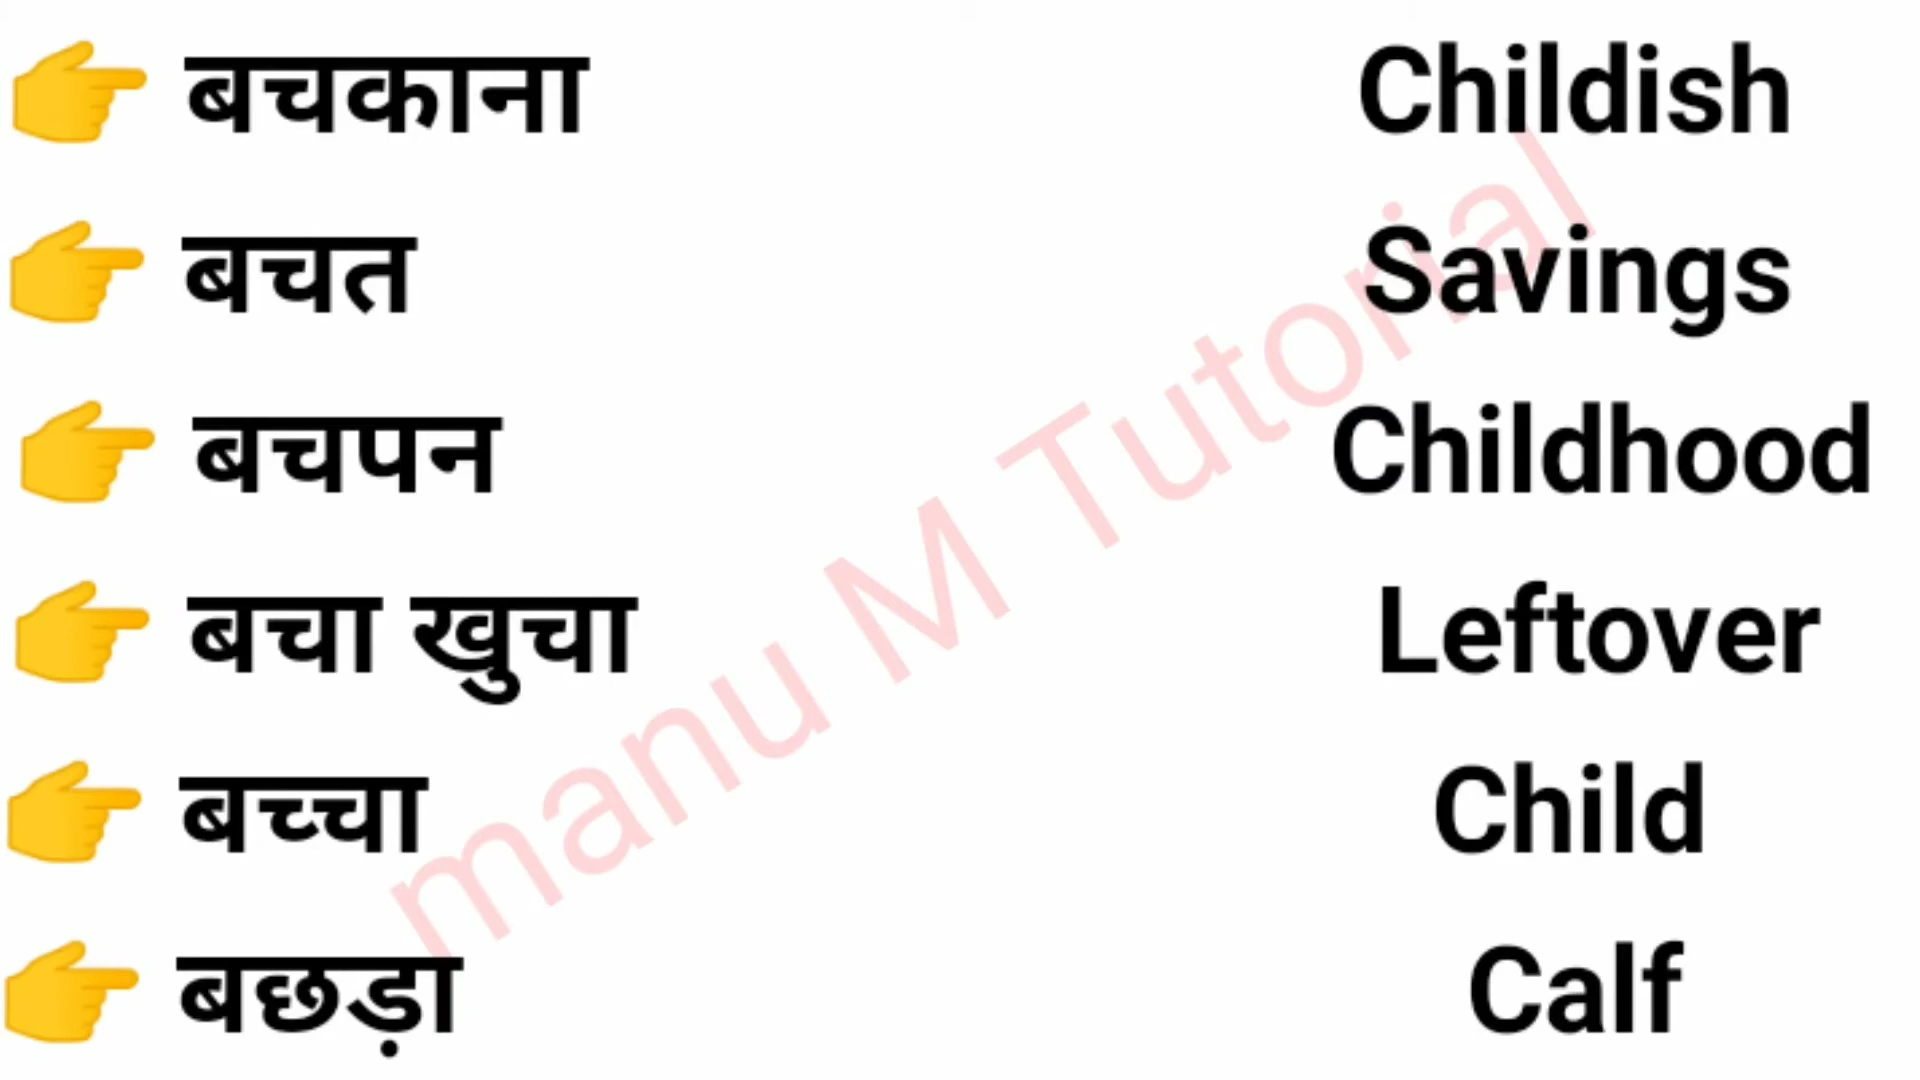 👉 बचकाना Childish
👉 बचत Savings
👉 बचपन Childhood
👉 बचा खुचा Leftover
👉 बच्चा Child
👉 बछड़ा Calf
manu M Tutorial